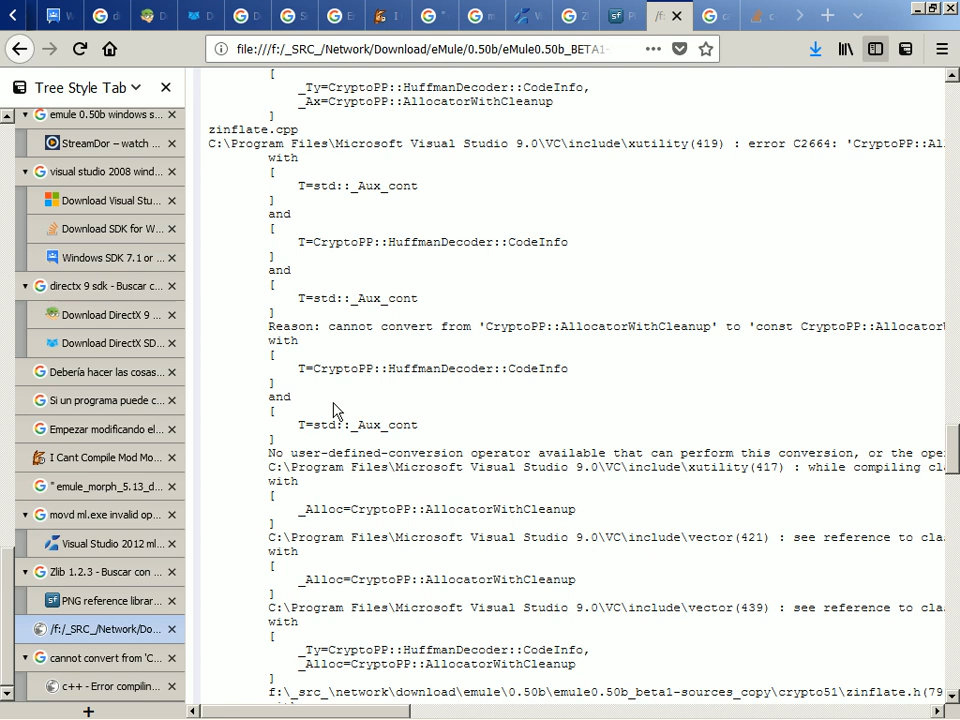 file:///f:/_SRC_/Network/Download/eMule/0.50b/eMule0.50b_BETA1-
Tree Style Tab
emule 0.50b windows s...
StreamDor – watch ...
visual studio 2008 wind...
Download Visual Stu...
Download SDK for W...
Windows SDK 7.1 or ...
directx 9 sdk - Buscar c...
Download DirectX 9 ...
Download DirectX SD...
Debería hacer las cosas...
Si un programa puede c...
Empezar modificando el...
I Cant Compile Mod Mo...
" emule_morph_5.13_d...
movd ml.exe invalid op...
Visual Studio 2012 ml...
Zlib 1.2.3 - Buscar con ...
PNG reference librar...
/f:/_SRC_/Network/Do...
cannot convert from 'C...
c++ - Error compilin...
[
_Ty=CryptoPP::HuffmanDecoder::CodeInfo,
_Ax=CryptoPP::AllocatorWithCleanup
]
zinflate.cpp
C:\Program Files\Microsoft Visual Studio 9.0\VC\include\xutility(419) : error C2664: 'CryptoPP::Al
with
[
T=std::_Aux_cont
]
and
[
T=CryptoPP::HuffmanDecoder::CodeInfo
]
and
[
T=std::_Aux_cont
]
Reason: cannot convert from 'CryptoPP::AllocatorWithCleanup' to 'const CryptoPP::Allocator
with
[
T=CryptoPP::HuffmanDecoder::CodeInfo
]
and
[
T=std::_Aux_cont
]
No user-defined-conversion operator available that can perform this conversion, or the ope
C:\Program Files\Microsoft Visual Studio 9.0\VC\include\xutility(417) : while compiling cl
with
[
_Alloc=CryptoPP::AllocatorWithCleanup
]
C:\Program Files\Microsoft Visual Studio 9.0\VC\include\vector(421) : see reference to cla
with
[
_Alloc=CryptoPP::AllocatorWithCleanup
]
C:\Program Files\Microsoft Visual Studio 9.0\VC\include\vector(439) : see reference to cla
with
[
_Ty=CryptoPP::HuffmanDecoder::CodeInfo,
_Alloc=CryptoPP::AllocatorWithCleanup
]
f:\_src_\network\download\emule\0.50b\emule0.50b_beta1-sources_copy\crypto51\zinflate.h(79